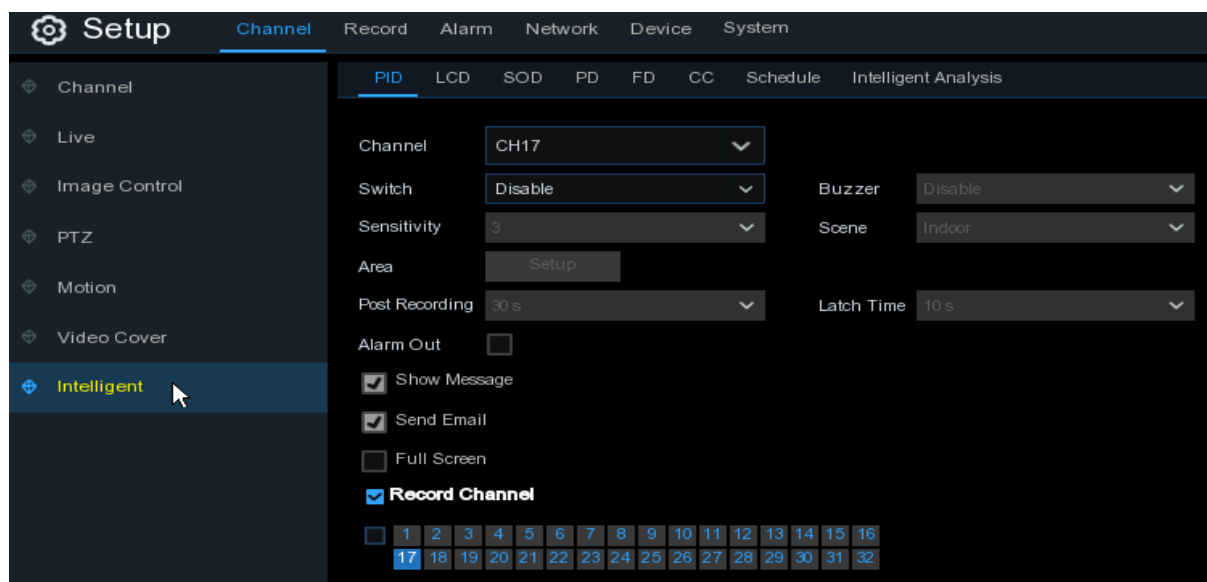 Setup Channel Record Alarm Network Device System
PID LCD SOD PD FD CC Schedule Intelligent Analysis
Channel
Live
Image Control
PTZ
Motion
Video Cover
Intelligent
Channel CH17
Switch Disable Buzzer Disable
Sensitivity 3 Scene Indoor
Area Setup
Post Recording 30 s Latch Time 10 s
Alarm Out
Show Message
Send Email
Full Screen
Record Channel
1 2 3 4 5 6 7 8 9 10 11 12 13 14 15 16
17 18 19 20 21 22 23 24 25 26 27 28 29 30 31 32